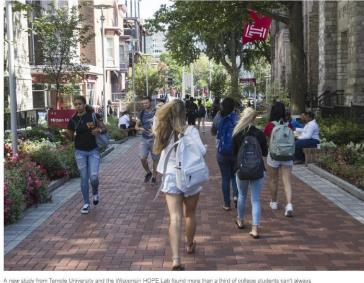 T
A new study from Temple University and the Wisconsin HOPE Lab found more than a third of college students can't always